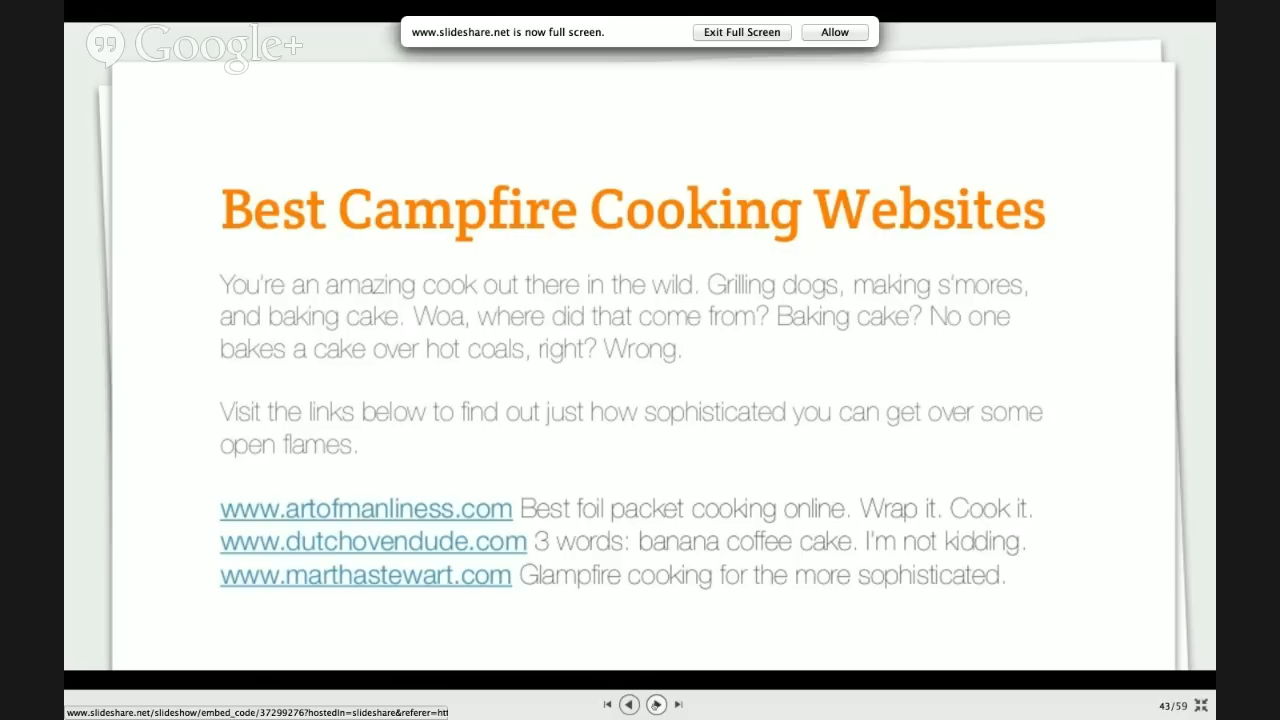 www.slideshare.net is now full screen.
Exit Full Screen
Allow
Google+
Best Campfire Cooking Websites
You're an amazing cook out there in the wild. Grilling dogs, making s'mores,
and baking cake. Woa, where did that come from? Baking cake? No one
bakes a cake over hot coals, right? Wrong.
Visit the links below to find out just how sophisticated you can get over some
open flames.
www.artofmanliness.com Best foil packet cooking online. Wrap it. Cook it.
www.dutchovendude.com 3 words: banana coffee cake. I'm not kidding.
www.marthastewart.com Glampfire cooking for the more sophisticated.
43/59
www.slideshare.net/slideshow/embed_code/37299276?hostedIn=slideshare&referer=htt